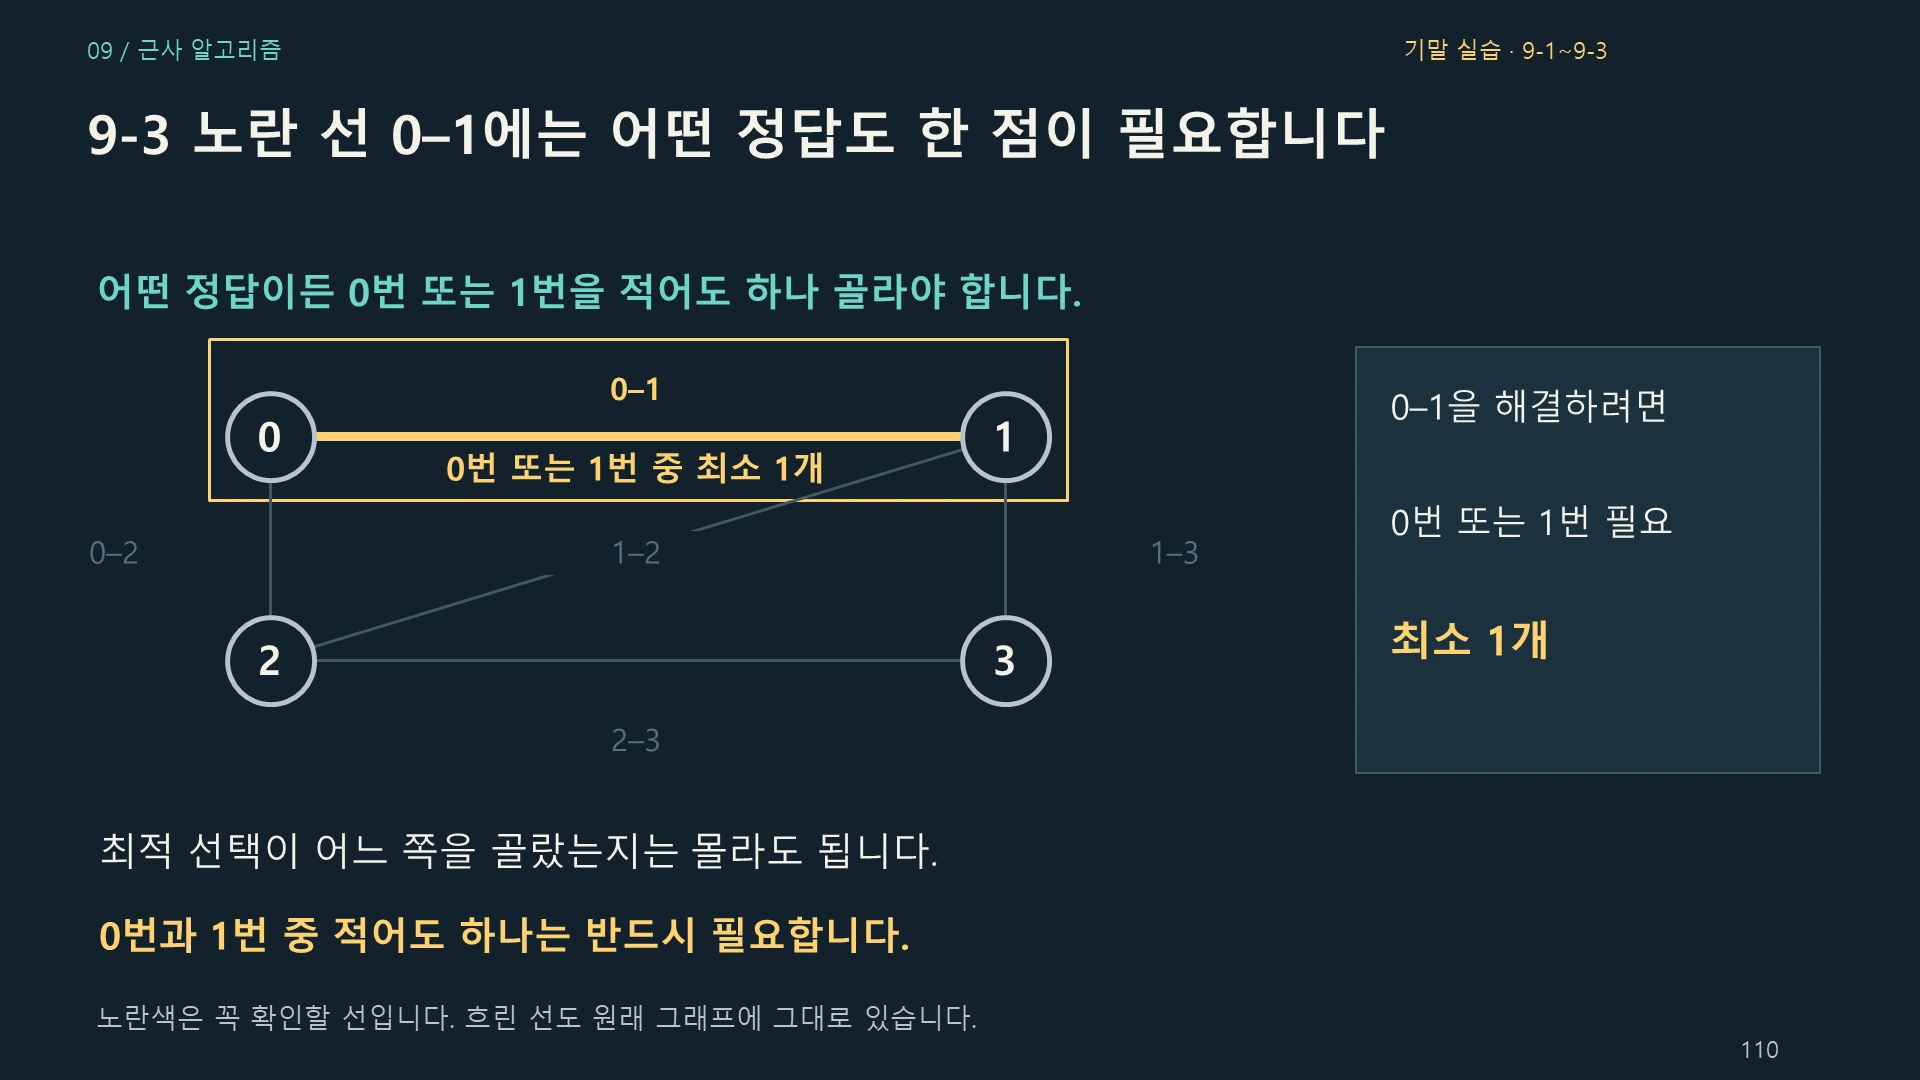 09 / 근사 알고리즘
기말 실습 · 9-1~9-3
9-3 노란 선 0–1에는 어떤 정답도 한 점이 필요합니다
어떤 정답이든 0번 또는 1번을 적어도 하나 골라야 합니다.
0–1
0
1
0번 또는 1번 중 최소 1개
0–2
1–2
1–3
2
3
2–3
0–1을 해결하려면
0번 또는 1번 필요
최소 1개
최적 선택이 어느 쪽을 골랐는지는 몰라도 됩니다.
0번과 1번 중 적어도 하나는 반드시 필요합니다.
노란색은 꼭 확인할 선입니다. 흐린 선도 원래 그래프에 그대로 있습니다.
110